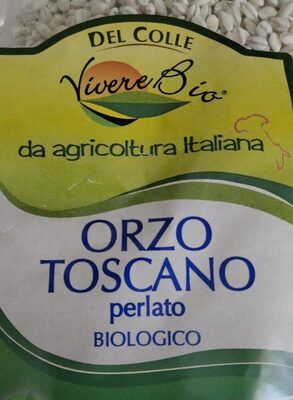 DEL COLLE
Vivere Bio®
da agricoltura Italiana
ORZO
TOSCANO
perlato
BIOLOGICO